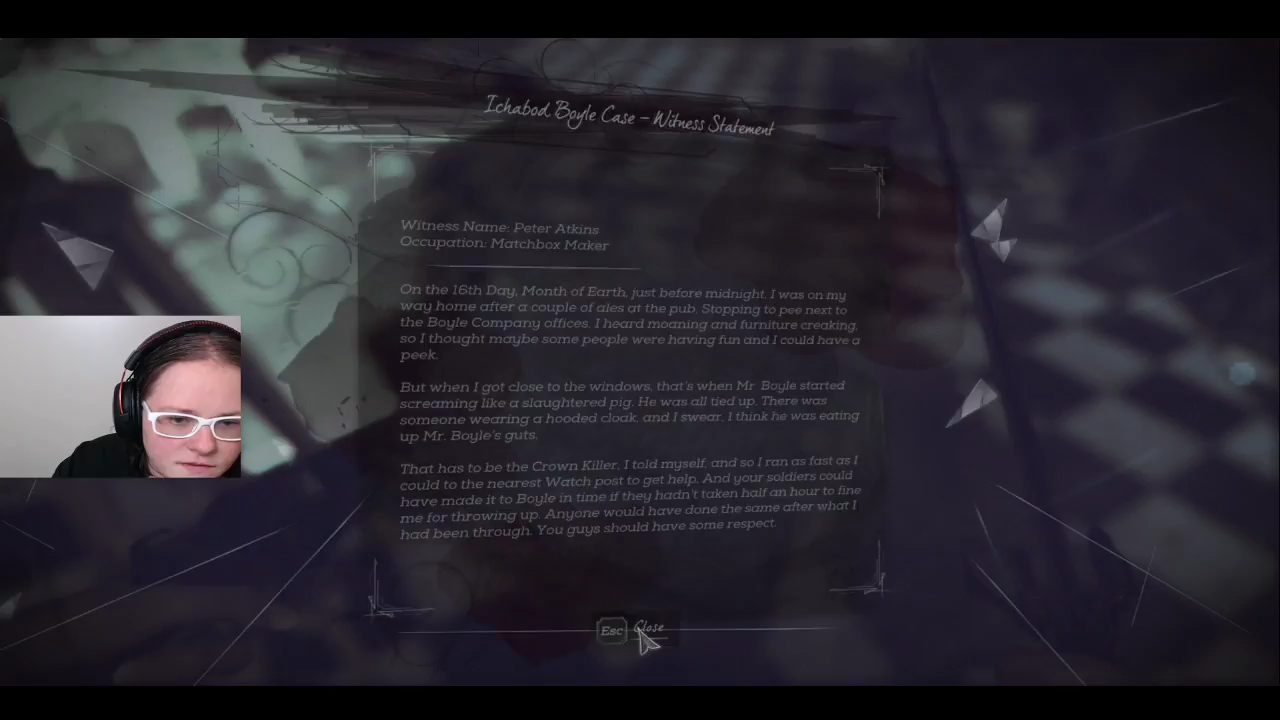 Ichabod Boyle Case - Witness Statement
Witness Name: Peter Atkins
Occupation: Matchbox Maker
On the 16th Day, Month of Earth, just before midnight. I was on my
way home after a couple of ales at the pub. Stopping to pee next to
the Boyle Company offices. I heard moaning and furniture creaking,
so I thought maybe some people were having fun and I could have a
peek.
But when I got close to the windows, that's when Mr Boyle started
screaming like a slaughtered pig. He was all tied up. There was
someone wearing a hooded cloak, and I swear, I think he was eating
up Mr. Boyle's guts.
That has to be the Crown Killer, I told myself, and so I ran as fast as I
could to the nearest Watch post to get help. And your soldiers could
have made it to Boyle in time if they hadn't taken half an hour to fine
me for throwing up. Anyone would have done the same after what I
had been through. You guys should have some respect.
Esc Close